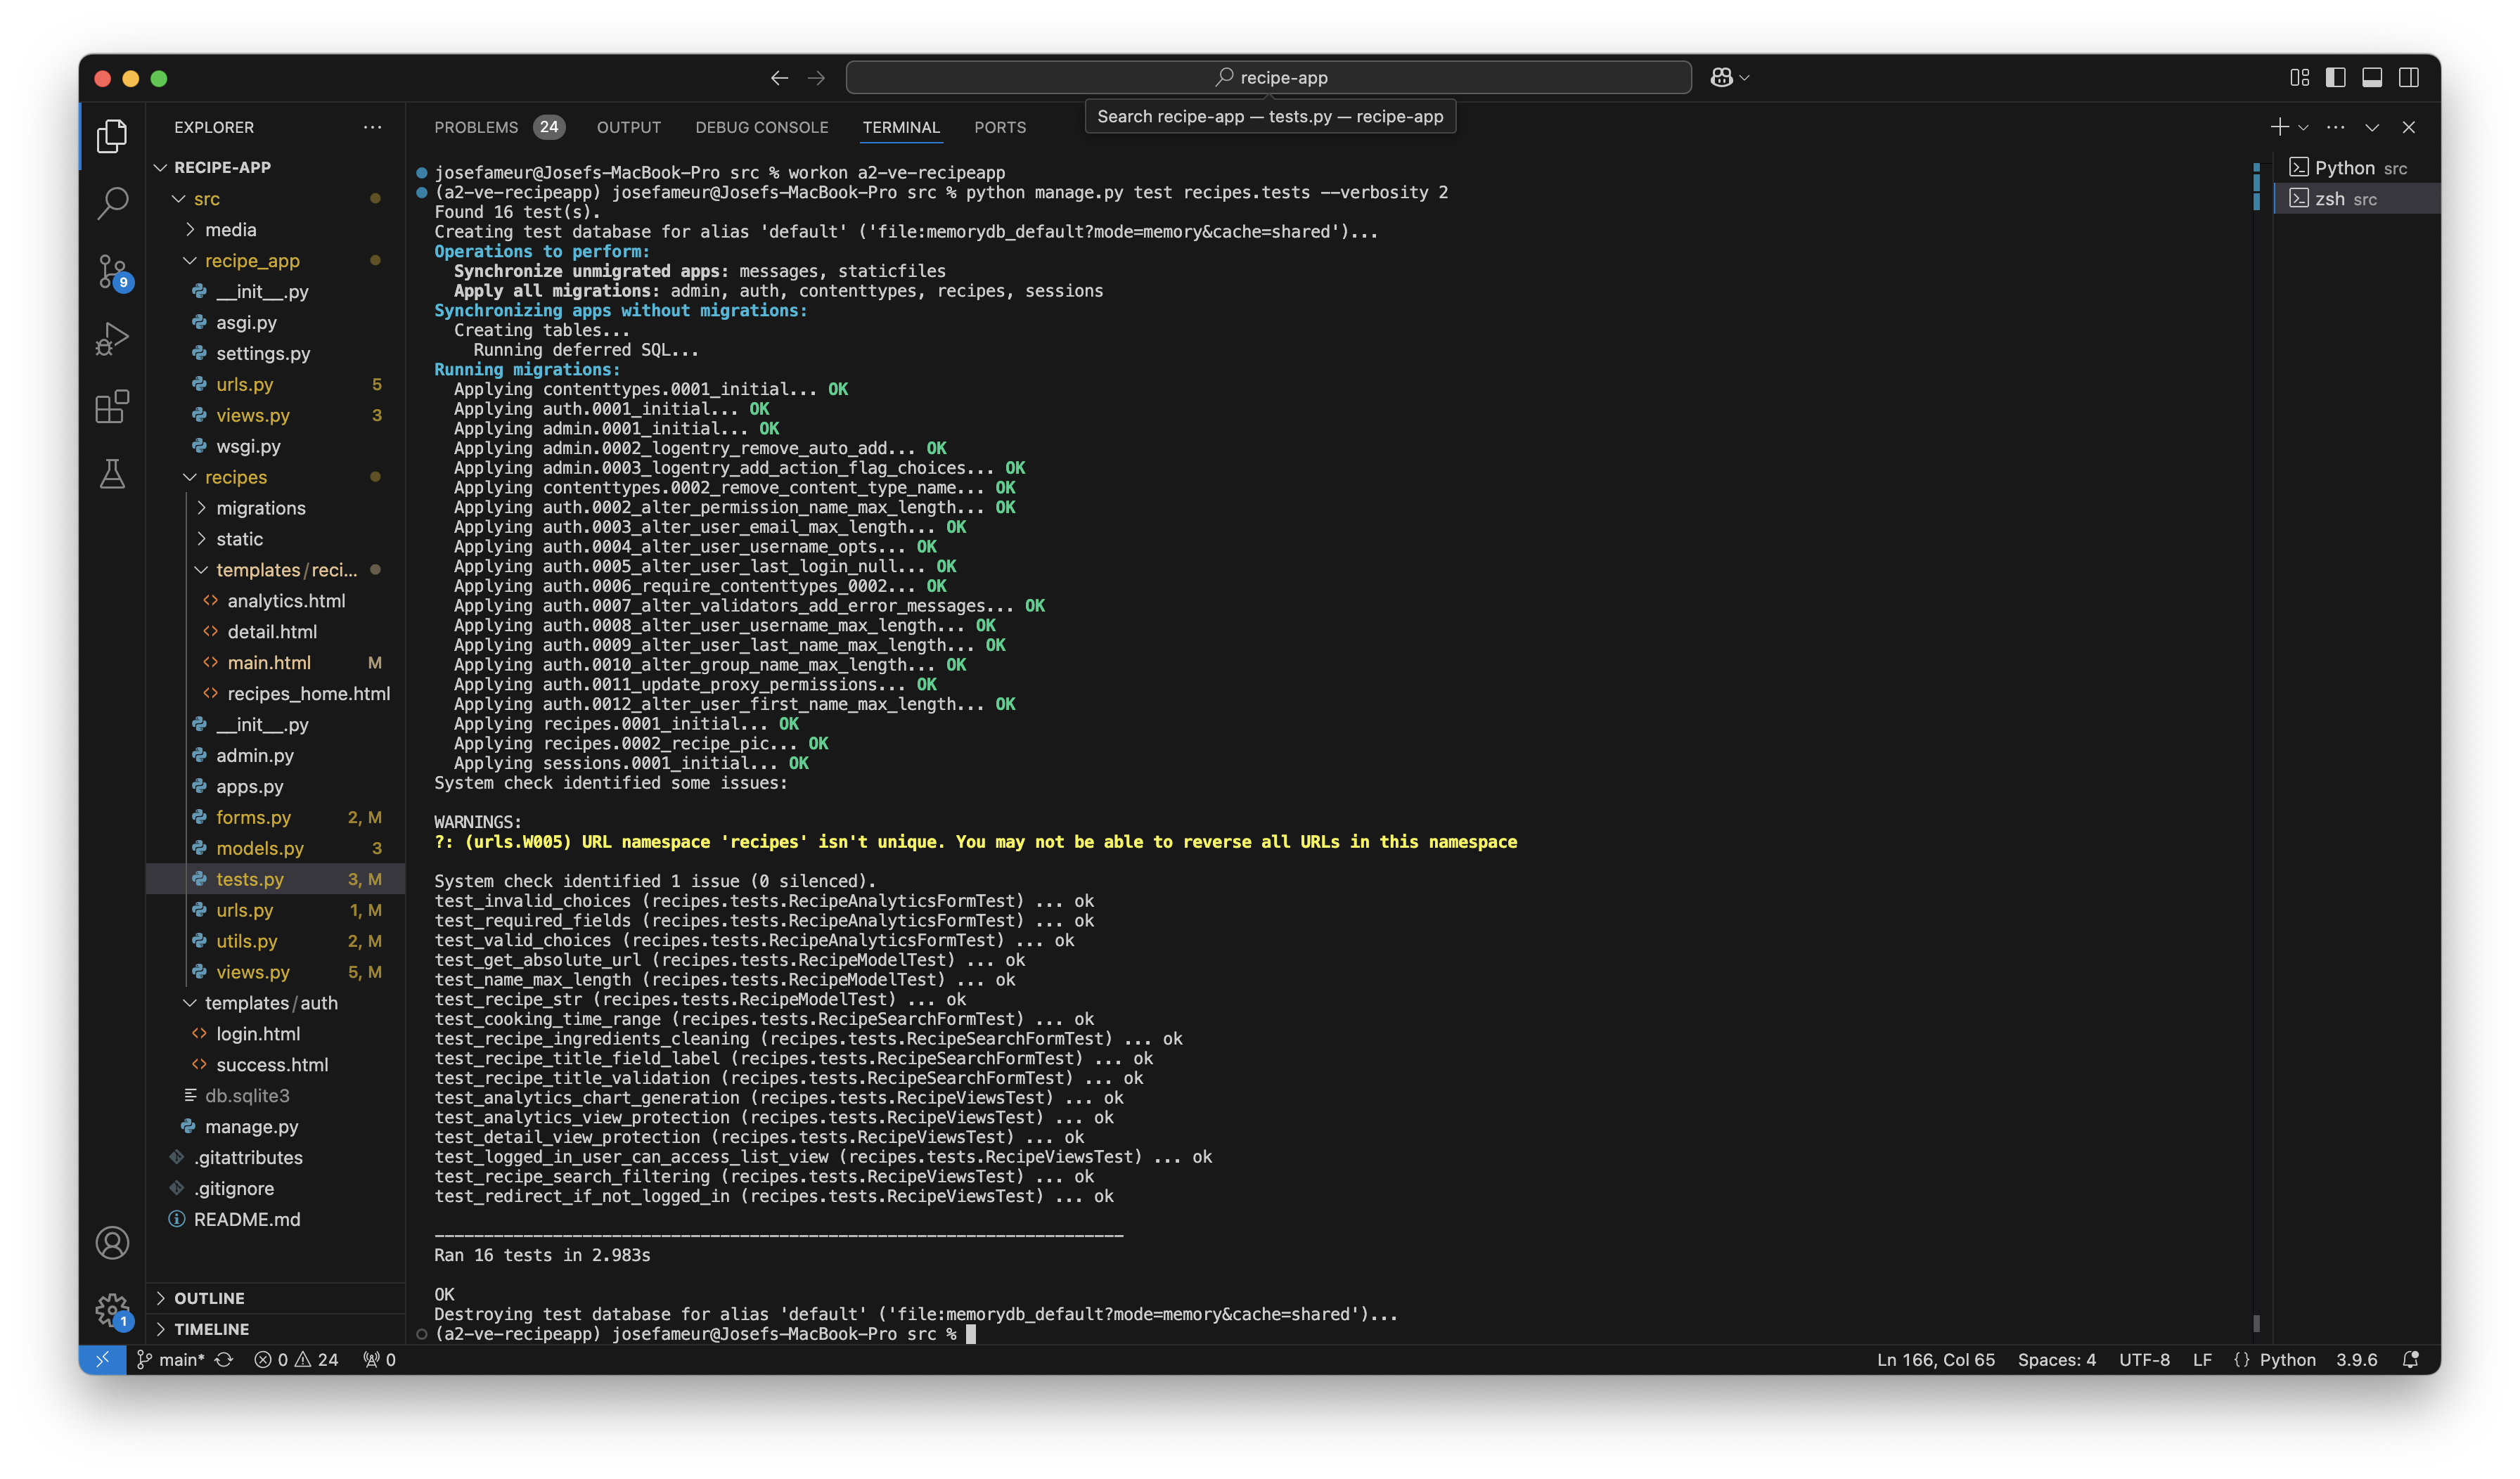 recipe-app
Search recipe-app — tests.py — recipe-app
EXPLORER
RECIPE-APP
src
media
recipe_app
__init__.py
asgi.py
settings.py
urls.py 5
views.py 3
wsgi.py
recipes
migrations
static
templates/reci...
analytics.html
detail.html
main.html M
recipes_home.html
__init__.py
admin.py
apps.py
forms.py 2, M
models.py 3
tests.py 3, M
urls.py 1, M
utils.py 2, M
views.py 5, M
templates/auth
login.html
success.html
db.sqlite3
manage.py
.gitattributes
.gitignore
README.md
OUTLINE
TIMELINE
9
1
PROBLEMS 24 OUTPUT DEBUG CONSOLE TERMINAL PORTS
josefameur@Josefs-MacBook-Pro src % workon a2-ve-recipeapp
(a2-ve-recipeapp) josefameur@Josefs-MacBook-Pro src % python manage.py test recipes.tests --verbosity 2
Found 16 test(s).
Creating test database for alias 'default' ('file:memorydb_default?mode=memory&cache=shared')...
Operations to perform:
Synchronize unmigrated apps: messages, staticfiles
Apply all migrations: admin, auth, contenttypes, recipes, sessions
Synchronizing apps without migrations:
Creating tables...
Running deferred SQL...
Running migrations:
Applying contenttypes.0001_initial... OK
Applying auth.0001_initial... OK
Applying admin.0001_initial... OK
Applying admin.0002_logentry_remove_auto_add... OK
Applying admin.0003_logentry_add_action_flag_choices... OK
Applying contenttypes.0002_remove_content_type_name... OK
Applying auth.0002_alter_permission_name_max_length... OK
Applying auth.0003_alter_user_email_max_length... OK
Applying auth.0004_alter_user_username_opts... OK
Applying auth.0005_alter_user_last_login_null... OK
Applying auth.0006_require_contenttypes_0002... OK
Applying auth.0007_alter_validators_add_error_messages... OK
Applying auth.0008_alter_user_username_max_length... OK
Applying auth.0009_alter_user_last_name_max_length... OK
Applying auth.0010_alter_group_name_max_length... OK
Applying auth.0011_update_proxy_permissions... OK
Applying auth.0012_alter_user_first_name_max_length... OK
Applying recipes.0001_initial... OK
Applying recipes.0002_recipe_pic... OK
Applying sessions.0001_initial... OK
System check identified some issues:
WARNINGS:
?: (urls.W005) URL namespace 'recipes' isn't unique. You may not be able to reverse all URLs in this namespace
System check identified 1 issue (0 silenced).
test_invalid_choices (recipes.tests.RecipeAnalyticsFormTest) ... ok
test_required_fields (recipes.tests.RecipeAnalyticsFormTest) ... ok
test_valid_choices (recipes.tests.RecipeAnalyticsFormTest) ... ok
test_get_absolute_url (recipes.tests.RecipeModelTest) ... ok
test_name_max_length (recipes.tests.RecipeModelTest) ... ok
test_recipe_str (recipes.tests.RecipeModelTest) ... ok
test_cooking_time_range (recipes.tests.RecipeSearchFormTest) ... ok
test_recipe_ingredients_cleaning (recipes.tests.RecipeSearchFormTest) ... ok
test_recipe_title_field_label (recipes.tests.RecipeSearchFormTest) ... ok
test_recipe_title_validation (recipes.tests.RecipeSearchFormTest) ... ok
test_analytics_chart_generation (recipes.tests.RecipeViewsTest) ... ok
test_analytics_view_protection (recipes.tests.RecipeViewsTest) ... ok
test_detail_view_protection (recipes.tests.RecipeViewsTest) ... ok
test_logged_in_user_can_access_list_view (recipes.tests.RecipeViewsTest) ... ok
test_recipe_search_filtering (recipes.tests.RecipeViewsTest) ... ok
test_redirect_if_not_logged_in (recipes.tests.RecipeViewsTest) ... ok
----------------------------------------------------------------------
Ran 16 tests in 2.983s
OK
Destroying test database for alias 'default' ('file:memorydb_default?mode=memory&cache=shared')...
(a2-ve-recipeapp) josefameur@Josefs-MacBook-Pro src %
Python src
zsh src
main* 0 24 0
Ln 166, Col 65 Spaces: 4 UTF-8 LF {} Python 3.9.6